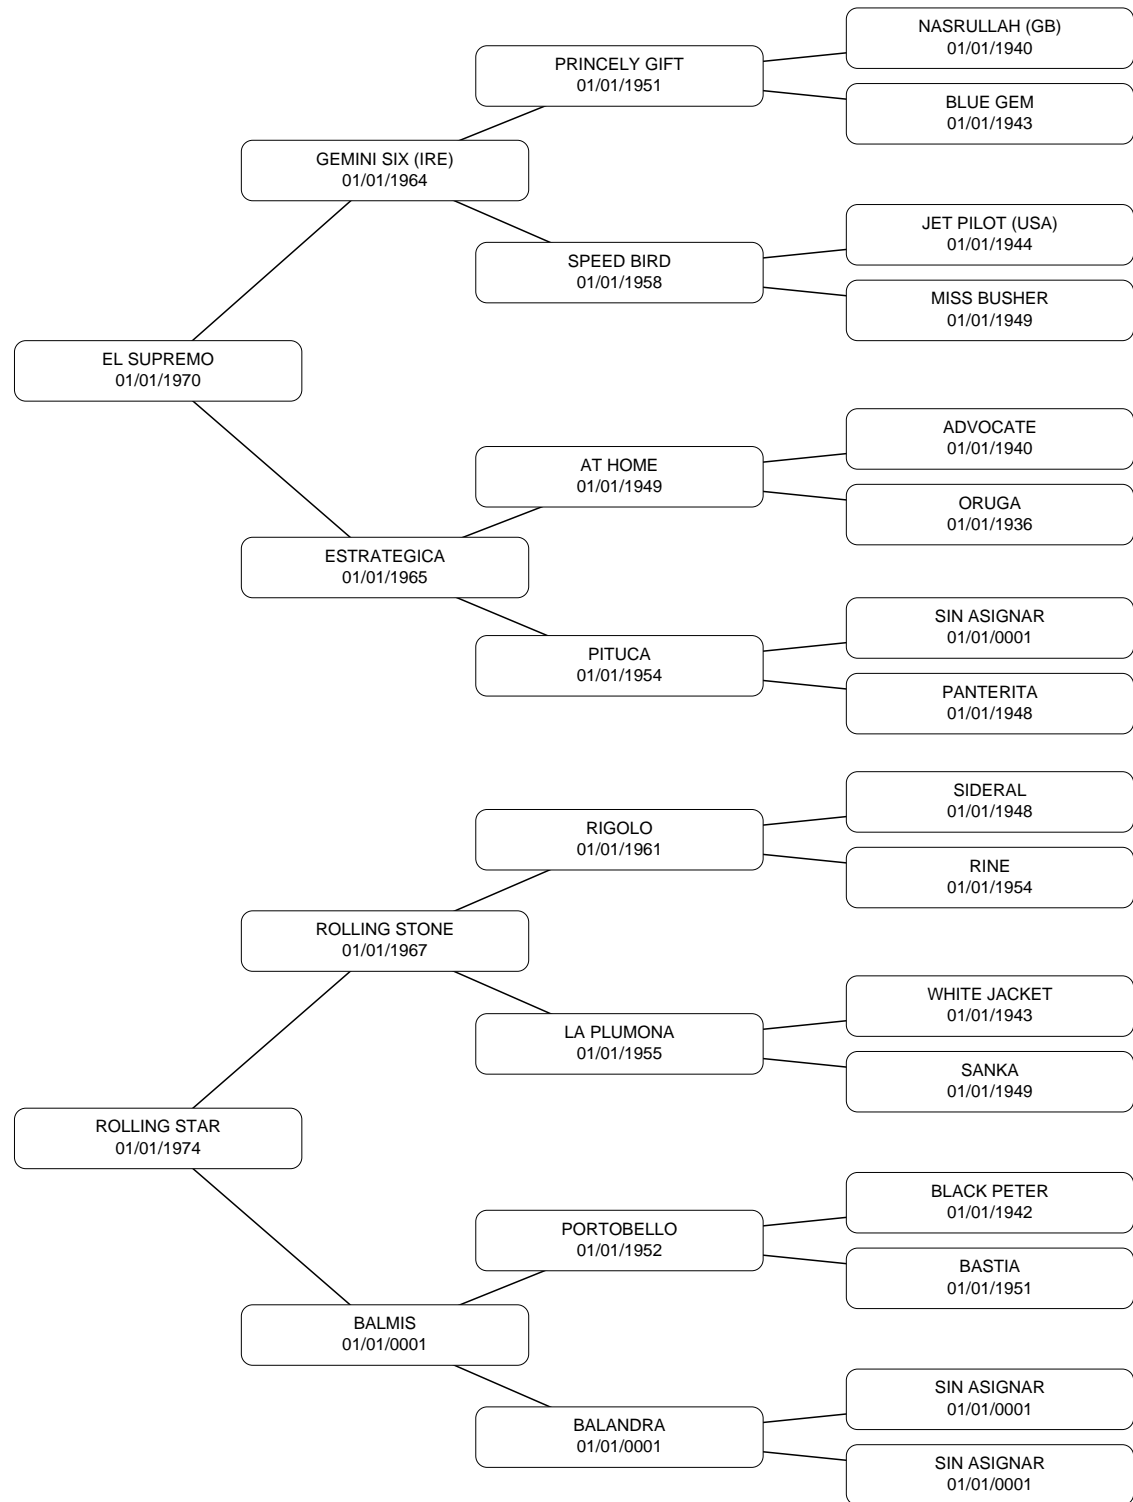 NASRULLAH (GB)
01/01/1940
PRINCELY GIFT
01/01/1951
BLUE GEM
01/01/1943
GEMINI SIX (IRE)
01/01/1964
JET PILOT (USA)
01/01/1944
SPEED BIRD
01/01/1958
MISS BUSHER
01/01/1949
EL SUPREMO
01/01/1970
ADVOCATE
01/01/1940
AT HOME
01/01/1949
ORUGA
01/01/1936
ESTRATEGICA
01/01/1965
SIN ASIGNAR
01/01/0001
PITUCA
01/01/1954
PANTERITA
01/01/1948
SIDERAL
01/01/1948
RIGOLO
01/01/1961
RINE
01/01/1954
ROLLING STONE
01/01/1967
WHITE JACKET
01/01/1943
LA PLUMONA
01/01/1955
SANKA
01/01/1949
ROLLING STAR
01/01/1974
BLACK PETER
01/01/1942
PORTOBELLO
01/01/1952
BASTIA
01/01/1951
BALMIS
01/01/0001
SIN ASIGNAR
01/01/0001
BALANDRA
01/01/0001
SIN ASIGNAR
01/01/0001